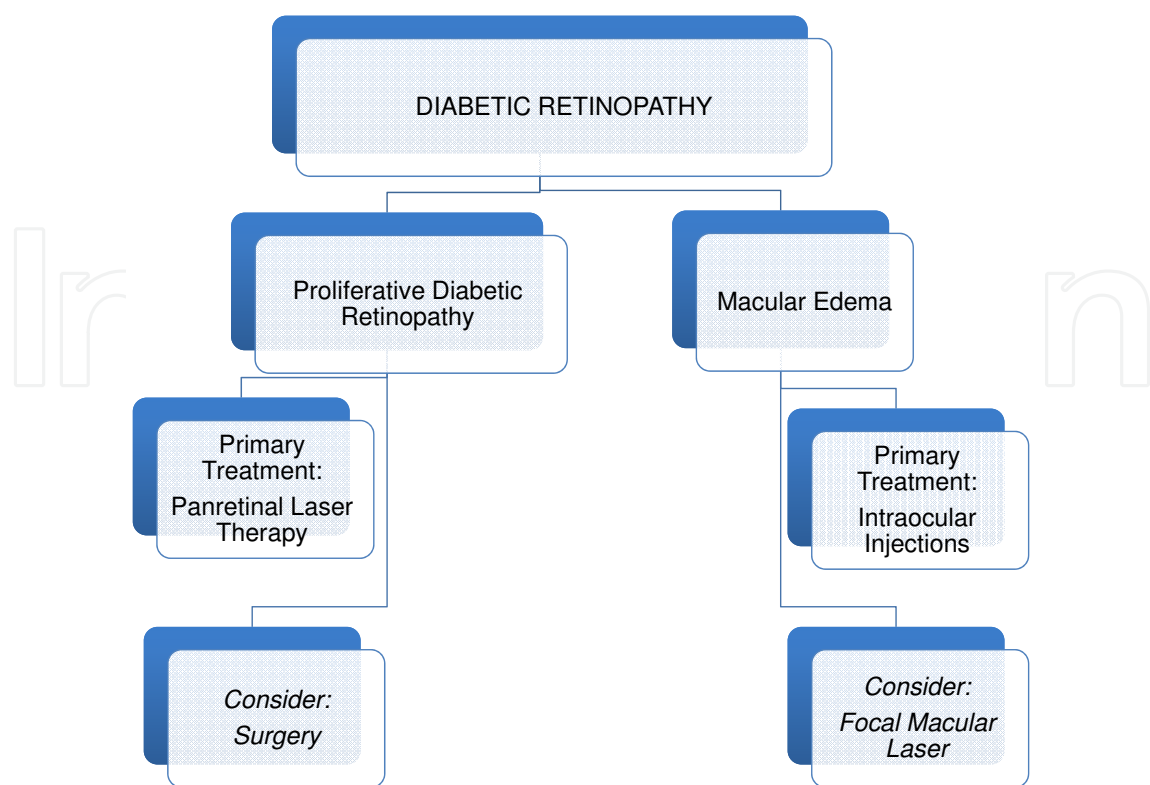 DIABETIC RETINOPATHY
Proliferative Diabetic
Retinopathy
Macular Edema
Primary
Treatment:
Panretinal Laser
Therapy
Primary
Treatment:
Intraocular
Injections
Consider:
Surgery
Consider:
Focal Macular
Laser